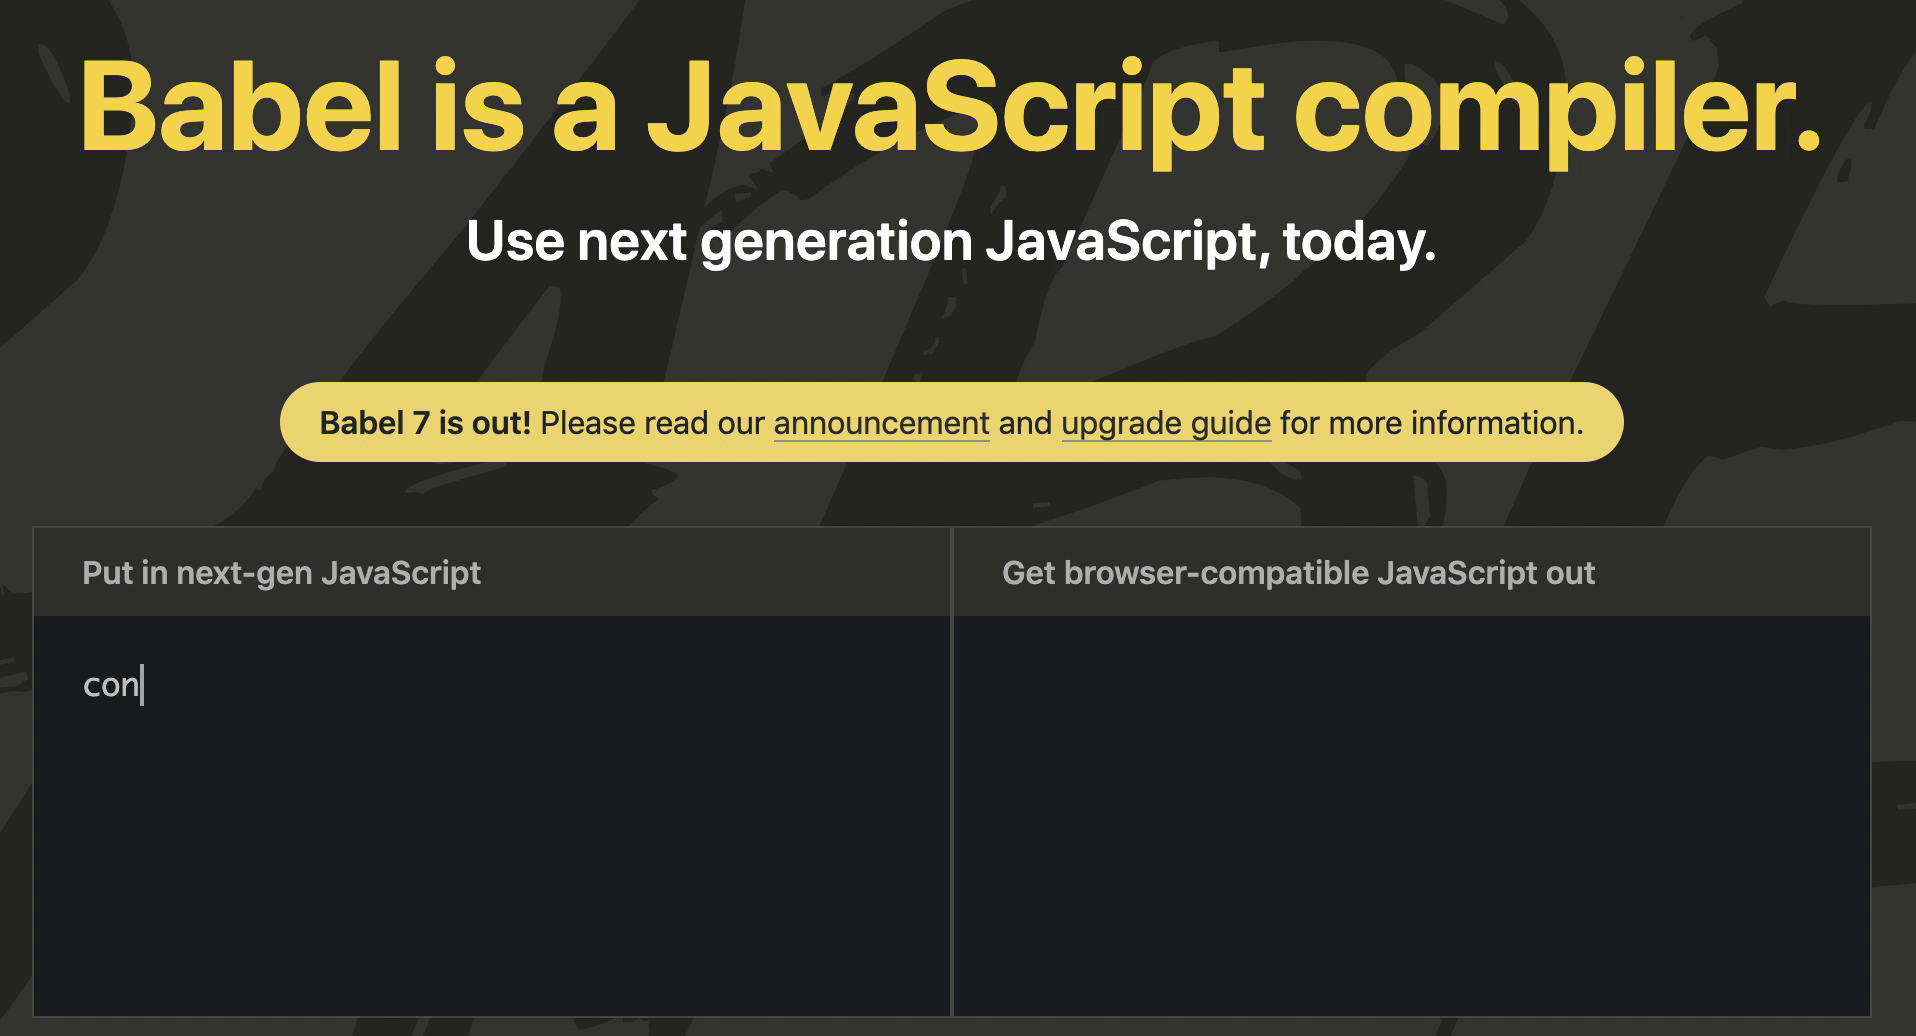 Babel is a JavaScript compiler.
Use next generation JavaScript, today.
Babel 7 is out! Please read our announcement and upgrade guide for more information.
Put in next-gen JavaScript
Get browser-compatible JavaScript out
con